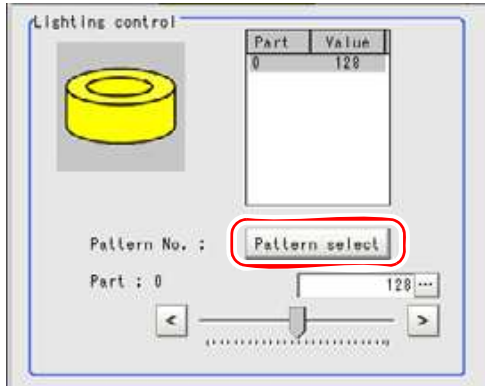 Lighting control
Part Value
0 128
Pattern No. : Pattern select
Part : 0 128 ...
< >